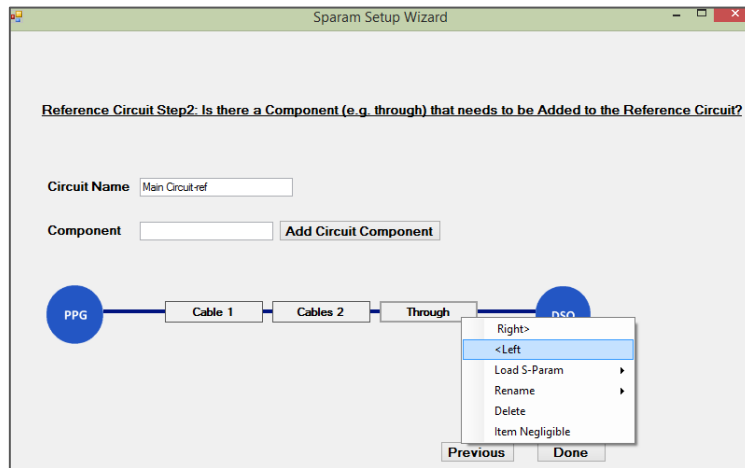 Sparam Setup Wizard
Reference Circuit Step2: Is there a Component (e.g. through) that needs to be Added to the Reference Circuit?
Circuit Name Main Circuit-ref
Component Add Circuit Component
PPG Cable 1 Cables 2 Through DSO
Right>
<Left
Load S-Param
Rename
Delete
Item Negligible
Previous Done